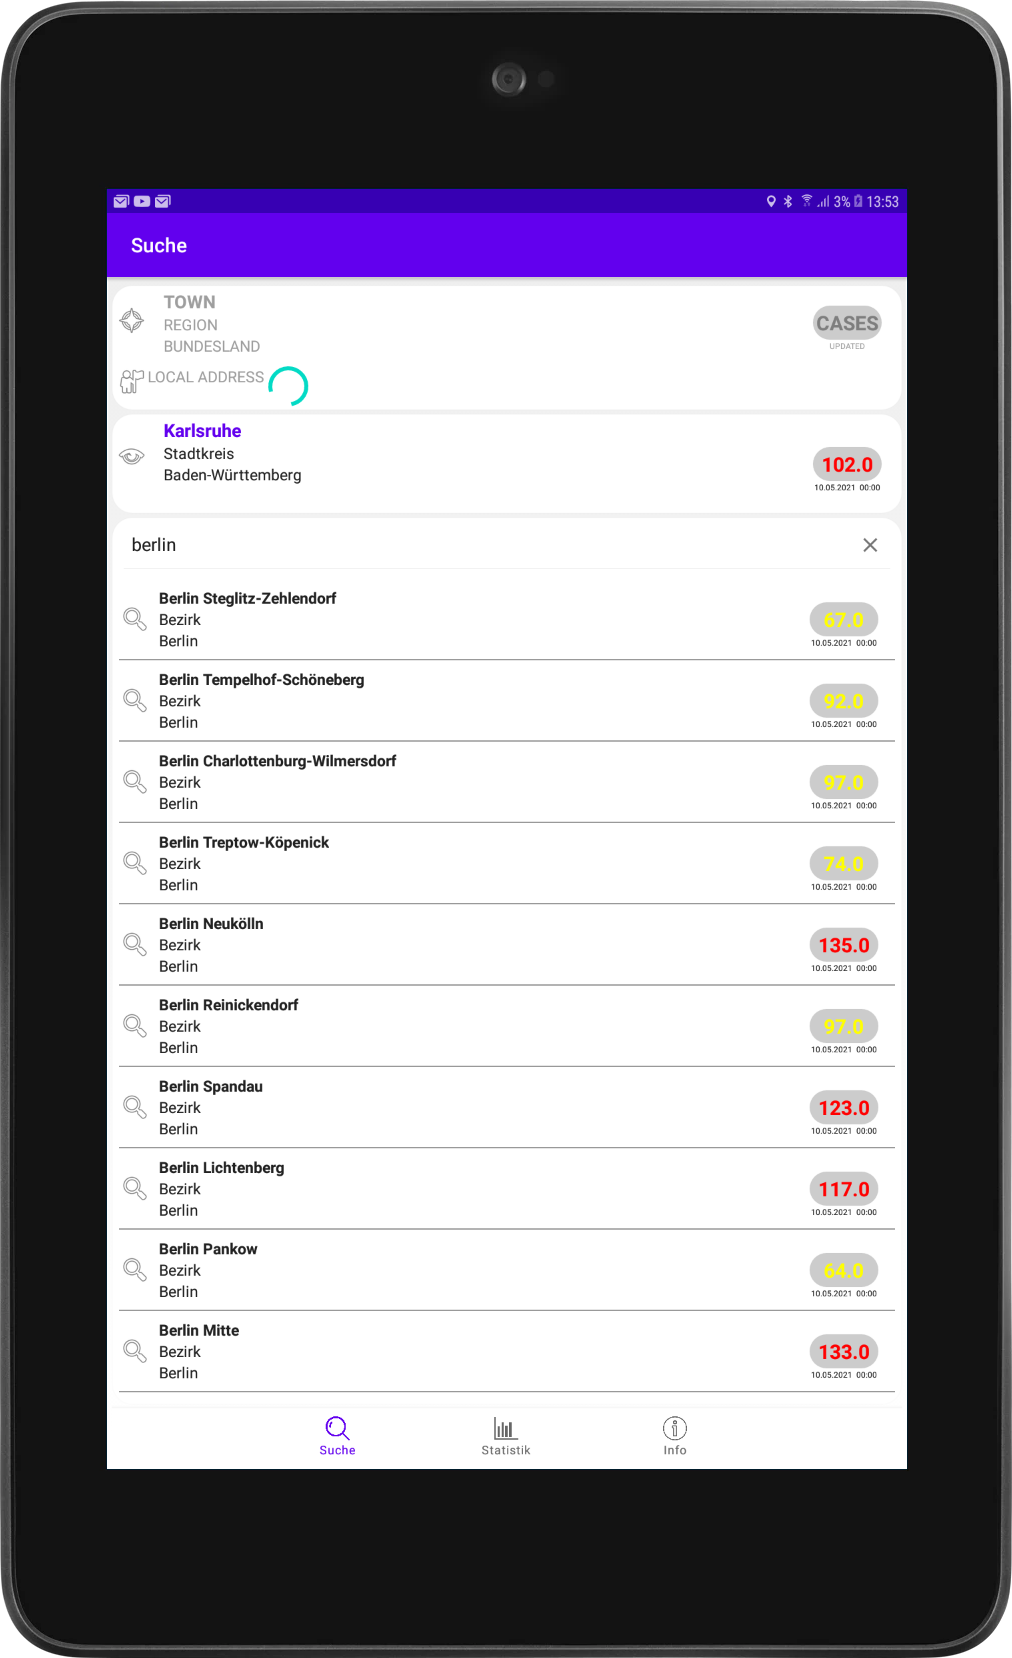 3% 13:53
Suche
TOWN
REGION
BUNDESLAND
CASES
UPDATED
LOCAL ADDRESS
Karlsruhe
Stadtkreis
Baden-Württemberg
102.0
10.05.2021 00:00
berlin
Berlin Steglitz-Zehlendorf
Bezirk
Berlin
67.0
10.05.2021 00:00
Berlin Tempelhof-Schöneberg
Bezirk
Berlin
92.0
10.05.2021 00:00
Berlin Charlottenburg-Wilmersdorf
Bezirk
Berlin
97.0
10.05.2021 00:00
Berlin Treptow-Köpenick
Bezirk
Berlin
74.0
10.05.2021 00:00
Berlin Neukölln
Bezirk
Berlin
135.0
10.05.2021 00:00
Berlin Reinickendorf
Bezirk
Berlin
97.0
10.05.2021 00:00
Berlin Spandau
Bezirk
Berlin
123.0
10.05.2021 00:00
Berlin Lichtenberg
Bezirk
Berlin
117.0
10.05.2021 00:00
Berlin Pankow
Bezirk
Berlin
64.0
10.05.2021 00:00
Berlin Mitte
Bezirk
Berlin
133.0
10.05.2021 00:00
Suche
Statistik
Info